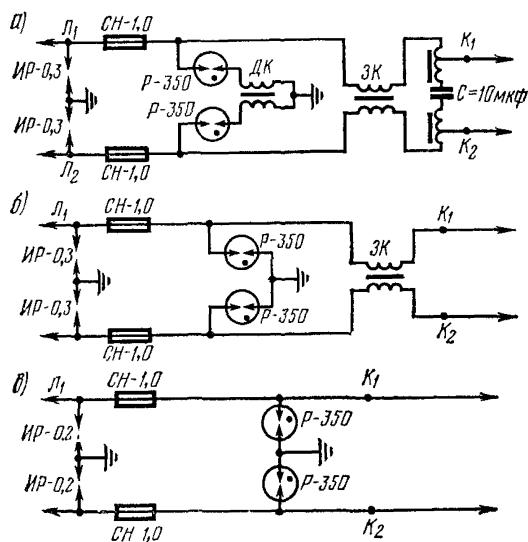 а)
Л₁
СН-1,0
Р-350
ДК
ЗК
К₁
ИР-0,3
Р-350
С=10мкф
ИР-0,3
К₂
Л₂
СН-1,0
б)
Л₁
СН-1,0
К₁
Р-350
ЗК
ИР-0,3
ИР-0,3
Р-350
К₂
СН-1,0
в)
Л₁
СН-1,0
К₁
ИР-0,2
Р-350
ИР-0,2
Р-350
СН 1,0
К₂